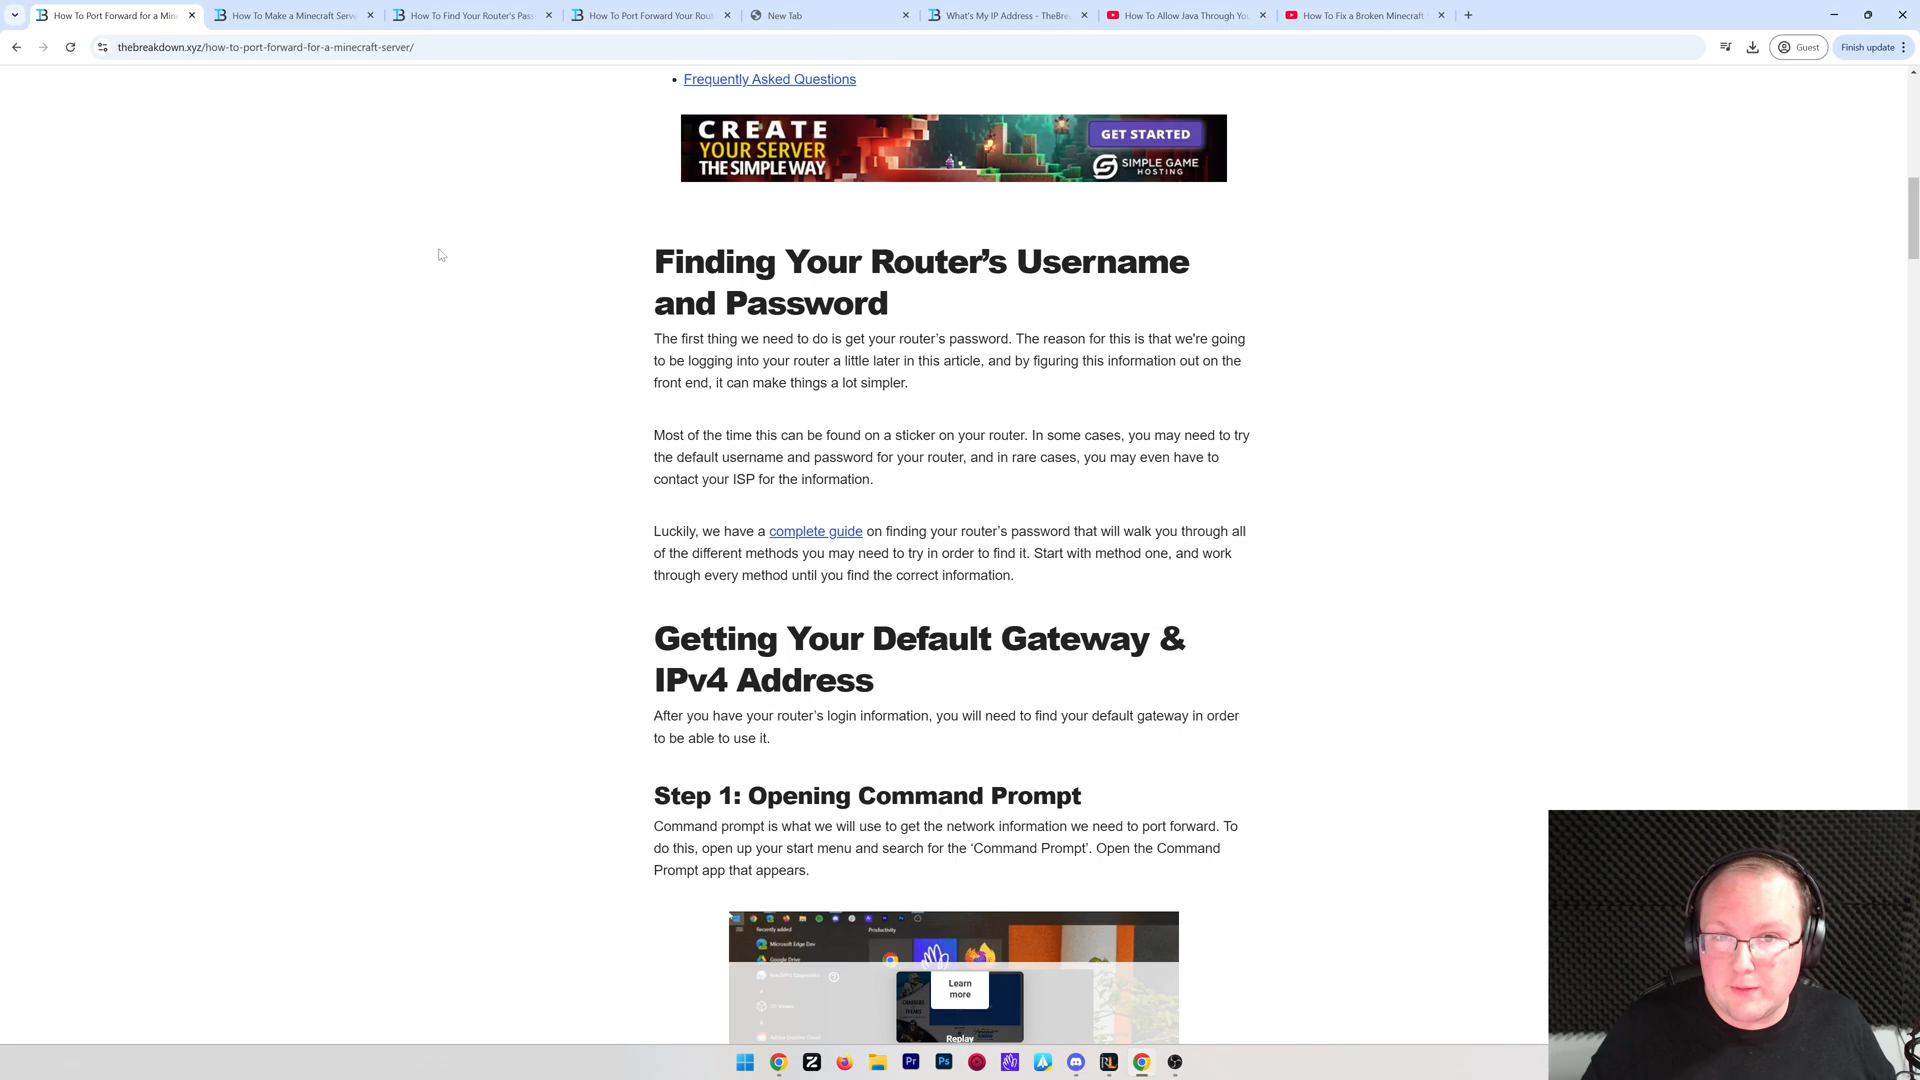 How To Port Forward for a Min
How To Make a Minecraft Serve
How To Find Your Router's Pas
How To Port Forward Your Rou
New Tab
What's My IP Address - TheBre
How To Allow Java Through Yo
How To Fix a Broken Minecraft
thebreakdown.xyz/how-to-port-forward-for-a-minecraft-server/
Guest
Finish update
Frequently Asked Questions
CREATE
YOUR SERVER
THE SIMPLE WAY
GET STARTED
SIMPLE GAME
HOSTING
Finding Your Router’s Username
and Password
The first thing we need to do is get your router’s password. The reason for this is that we're going
to be logging into your router a little later in this article, and by figuring this information out on the
front end, it can make things a lot simpler.
Most of the time this can be found on a sticker on your router. In some cases, you may need to try
the default username and password for your router, and in rare cases, you may even have to
contact your ISP for the information.
Luckily, we have a complete guide on finding your router’s password that will walk you through all
of the different methods you may need to try in order to find it. Start with method one, and work
through every method until you find the correct information.
Getting Your Default Gateway &
IPv4 Address
After you have your router’s login information, you will need to find your default gateway in order
to be able to use it.
Step 1: Opening Command Prompt
Command prompt is what we will use to get the network information we need to port forward. To
do this, open up your start menu and search for the ‘Command Prompt’. Open the Command
Prompt app that appears.
Recently added
Productivity
Microsoft Edge Dev
Google Drive
Learn
more
Replay
Pr
Ps